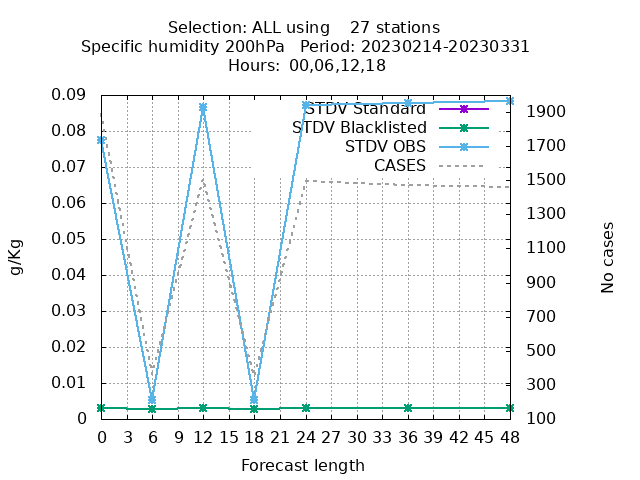 Selection: ALL using    27 stations
Specific humidity 200hPa   Period: 20230214-20230331
Hours: 00,06,12,18
STDV Standard
STDV Blacklisted
STDV OBS
CASES
g/Kg
0.09
0.08
0.07
0.06
0.05
0.04
0.03
0.02
0.01
0
1900
1700
1500
1300
1100
900
700
500
300
100
No cases
0 3 6 9 12 15 18 21 24 27 30 33 36 39 42 45 48
Forecast length